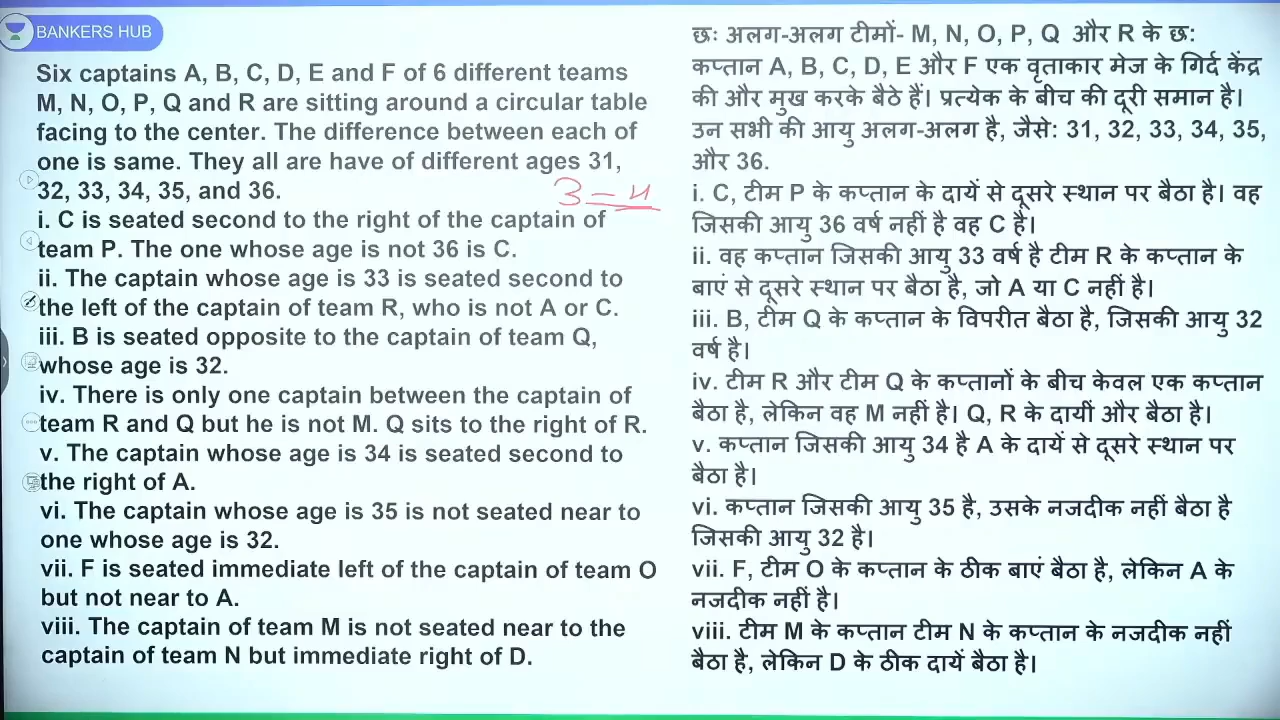 BANKERS HUB
Six captains A, B, C, D, E and F of 6 different teams
M, N, O, P, Q and R are sitting around a circular table
facing to the center. The difference between each of
one is same. They all are have of different ages 31,
32, 33, 34, 35, and 36.
3 = 4
i. C is seated second to the right of the captain of
team P. The one whose age is not 36 is C.
ii. The captain whose age is 33 is seated second to
the left of the captain of team R, who is not A or C.
iii. B is seated opposite to the captain of team Q,
whose age is 32.
iv. There is only one captain between the captain of
team R and Q but he is not M. Q sits to the right of R.
v. The captain whose age is 34 is seated second to
the right of A.
vi. The captain whose age is 35 is not seated near to
one whose age is 32.
vii. F is seated immediate left of the captain of team O
but not near to A.
viii. The captain of team M is not seated near to the
captain of team N but immediate right of D.
छः अलग-अलग टीमों- M, N, O, P, Q और R के छ:
कप्तान A, B, C, D, E और F एक वृताकार मेज के गिर्द केंद्र
की और मुख करके बैठे हैं। प्रत्येक के बीच की दूरी समान है।
उन सभी की आयु अलग-अलग है, जैसे: 31, 32, 33, 34, 35,
और 36.
i. C, टीम P के कप्तान के दायें से दूसरे स्थान पर बैठा है। वह
जिसकी आयु 36 वर्ष नहीं है वह C है।
ii. वह कप्तान जिसकी आयु 33 वर्ष है टीम R के कप्तान के
बाएं से दूसरे स्थान पर बैठा है, जो A या C नहीं है।
iii. B, टीम Q के कप्तान के विपरीत बैठा है, जिसकी आयु 32
वर्ष है।
iv. टीम R और टीम Q के कप्तानों के बीच केवल एक कप्तान
बैठा है, लेकिन वह M नहीं है। Q, R के दायीं और बैठा है।
v. कप्तान जिसकी आयु 34 है A के दायें से दूसरे स्थान पर
बैठा है।
vi. कप्तान जिसकी आयु 35 है, उसके नजदीक नहीं बैठा है
जिसकी आयु 32 है।
vii. F, टीम O के कप्तान के ठीक बाएं बैठा है, लेकिन A के
नजदीक नहीं है।
viii. टीम M के कप्तान टीम N के कप्तान के नजदीक नहीं
बैठा है, लेकिन D के ठीक दायें बैठा है।